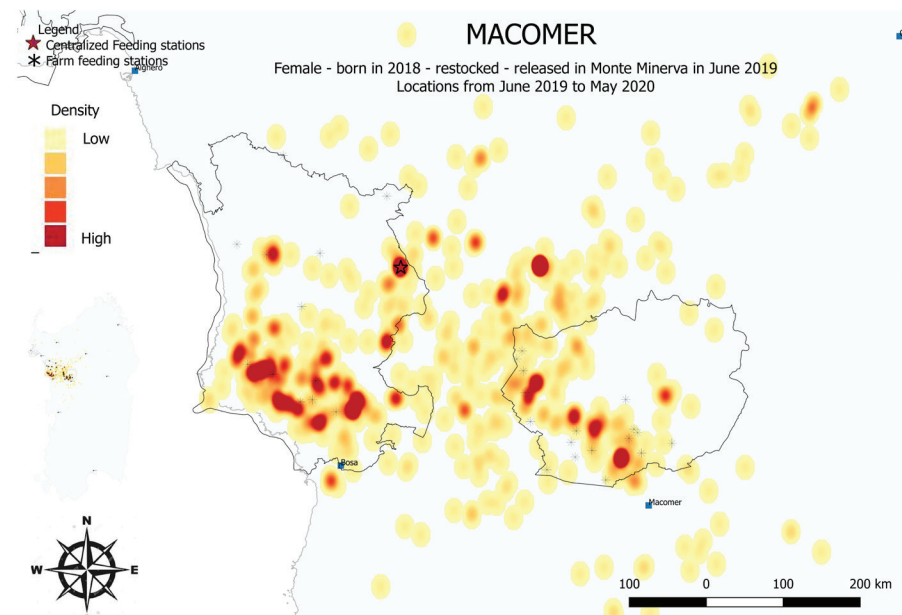 Legend
Centralized Feeding stations
Farm feeding stations
Alghero
MACOMER
Female - born in 2018 - restocked - released in Monte Minerva in June 2019
Locations from June 2019 to May 2020
Density
Low
High
Bosa
Macomer
N
W
E
S
100 0 100 200 km